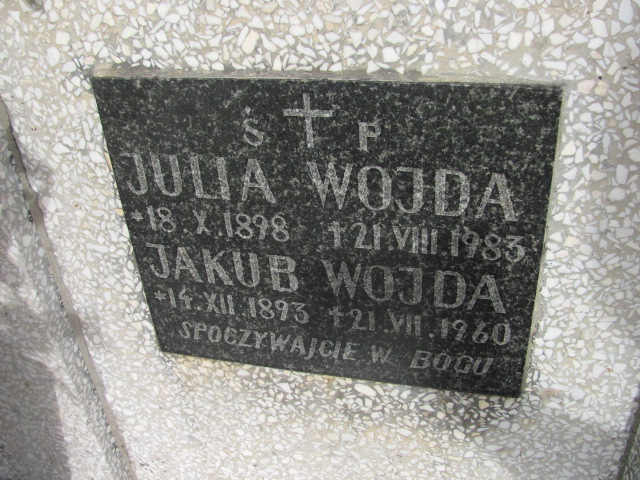 Ś P
JULIA WOJDA
*18.X.1898 †21.VIII.1983
JAKUB WOJDA
*14.XII.1893 †21.VII.1960
SPOCZYWAJCIE W BOGU